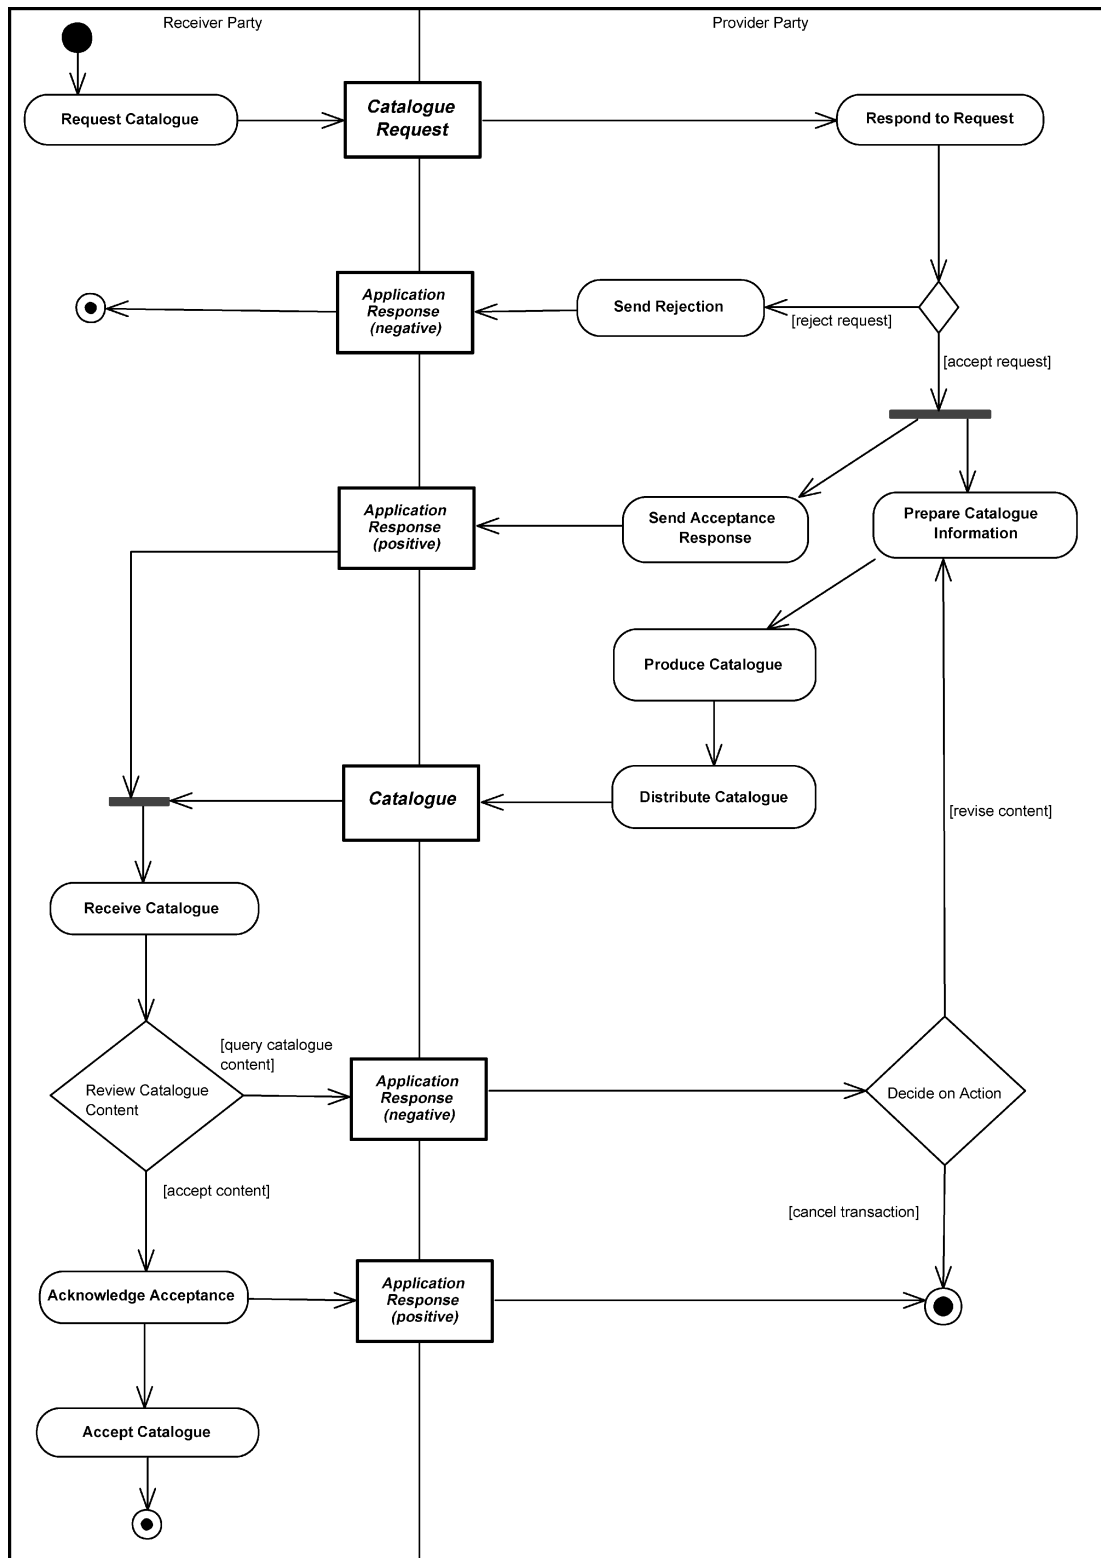 Receiver Party
Provider Party
Request Catalogue
Catalogue
Request
Respond to Request
Application
Response
(negative)
Send Rejection
[reject request]
[accept request]
Application
Response
(positive)
Send Acceptance
Response
Prepare Catalogue
Information
Produce Catalogue
Catalogue
Distribute Catalogue
[revise content]
Receive Catalogue
[query catalogue
content]
Review Catalogue
Content
Application
Response
(negative)
Decide on Action
[accept content]
[cancel transaction]
Acknowledge Acceptance
Application
Response
(positive)
Accept Catalogue